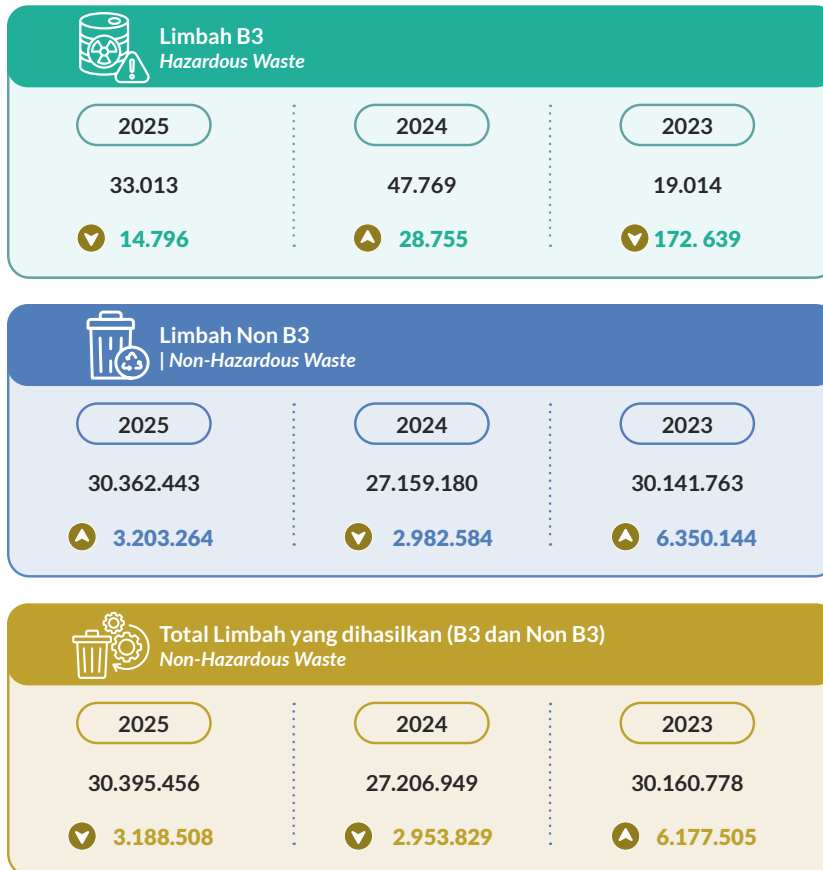 Limbah B3
Hazardous Waste
2025 2024 2023
33.013 47.769 19.014
14.796 28.755 172. 639
Limbah Non B3
| Non-Hazardous Waste
2025 2024 2023
30.362.443 27.159.180 30.141.763
3.203.264 2.982.584 6.350.144
Total Limbah yang dihasilkan (B3 dan Non B3)
Non-Hazardous Waste
2025 2024 2023
30.395.456 27.206.949 30.160.778
3.188.508 2.953.829 6.177.505